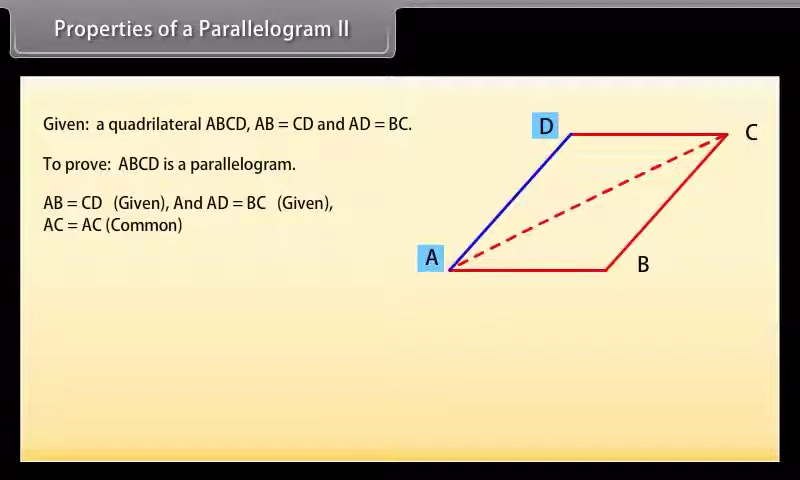 Properties of a Parallelogram II
Given: a quadrilateral ABCD, AB = CD and AD = BC.
To prove: ABCD is a parallelogram.
AB = CD (Given), And AD = BC (Given),
AC = AC (Common)
D
C
A
B